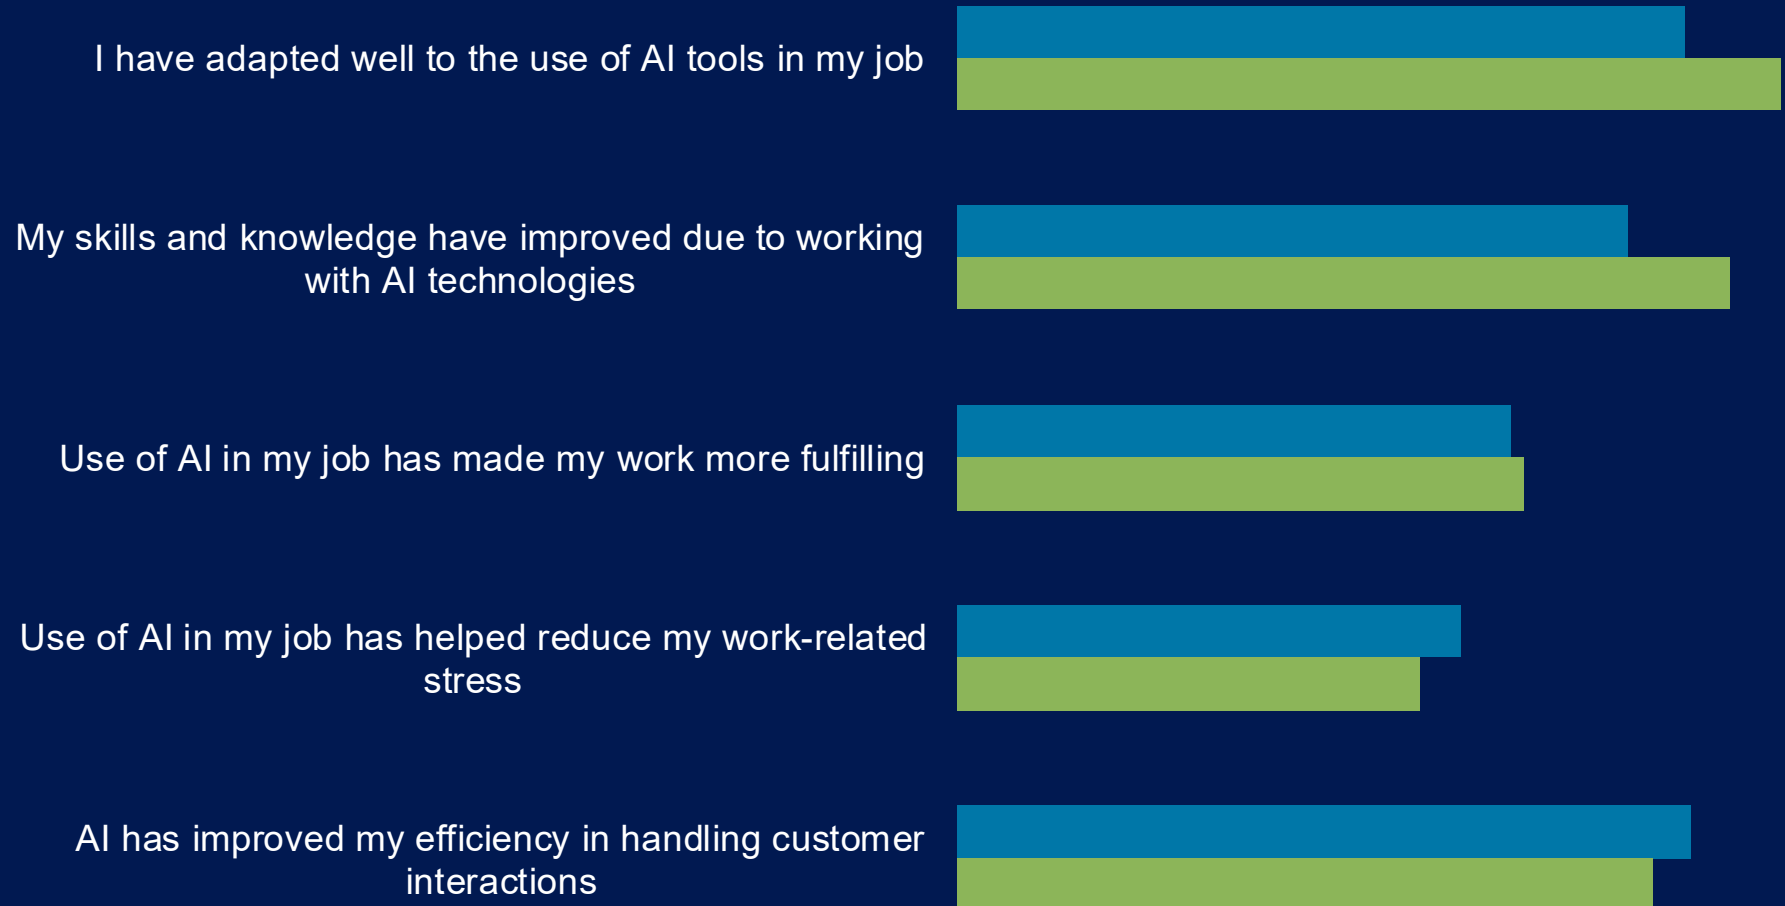 I have adapted well to the use of AI tools in my job
My skills and knowledge have improved due to working
with AI technologies
Use of AI in my job has made my work more fulfilling
Use of AI in my job has helped reduce my work-related
stress
AI has improved my efficiency in handling customer
interactions